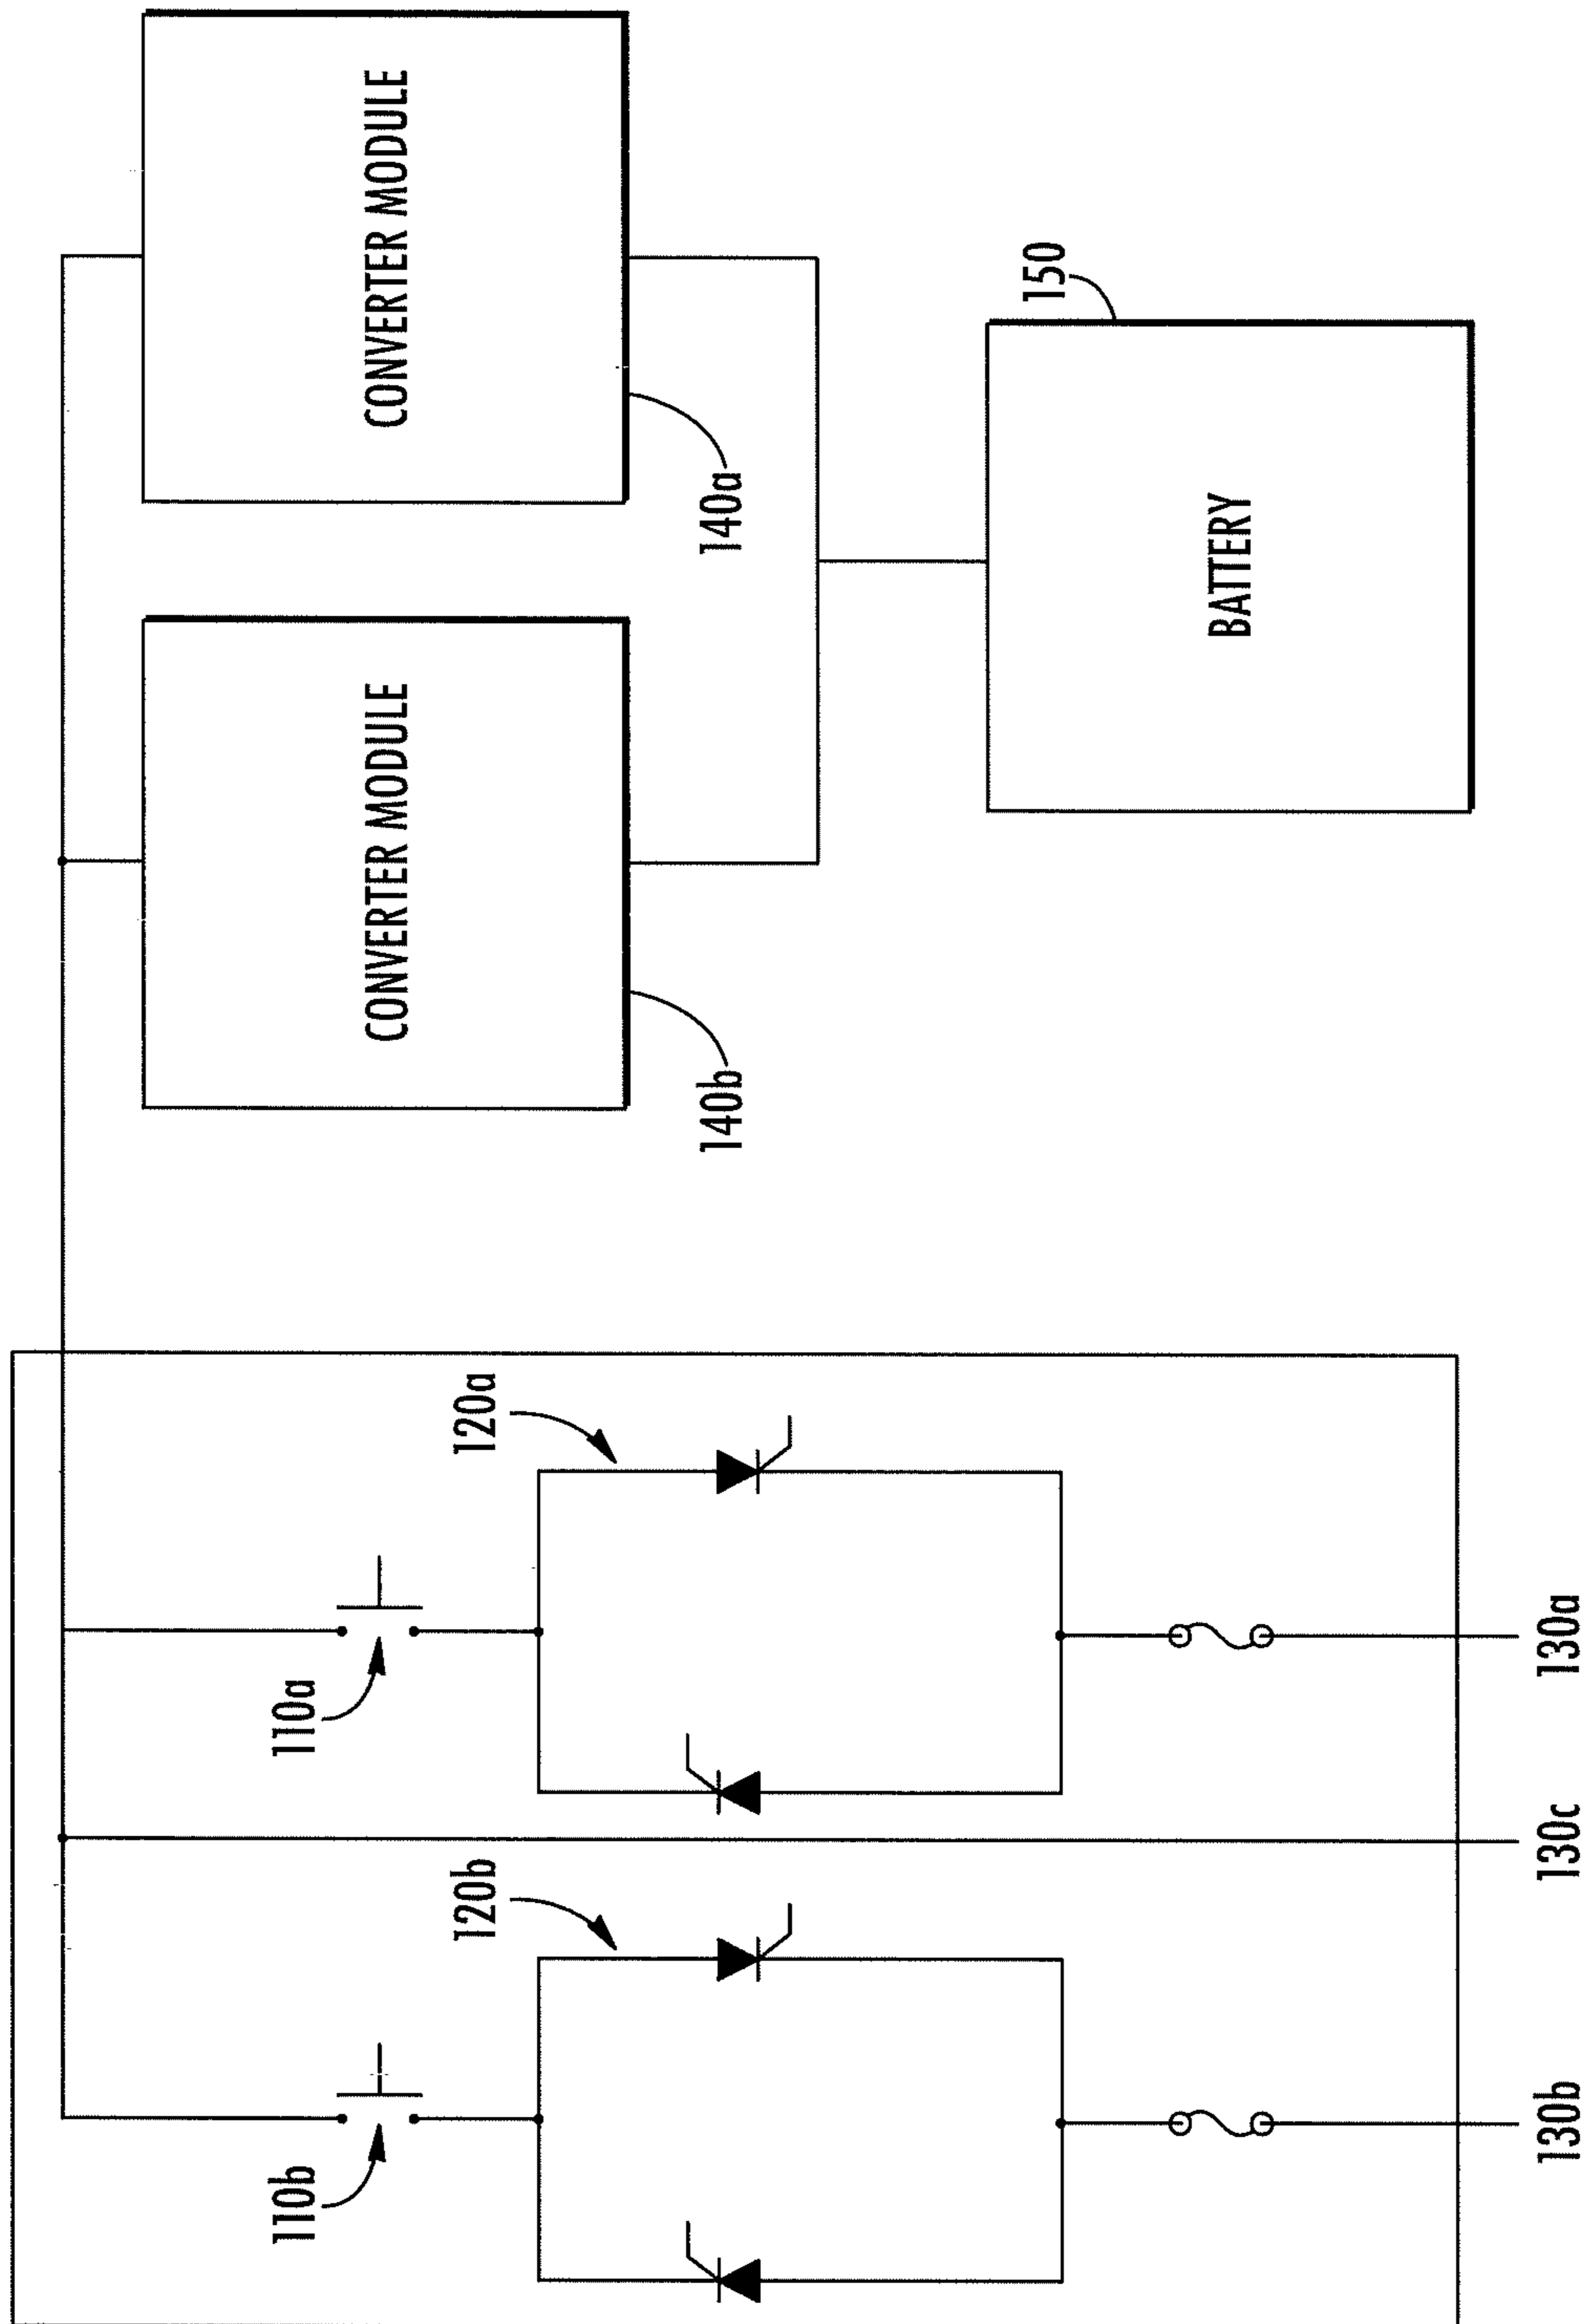 CONVERTER MODULE
140a
CONVERTER MODULE
140b
150
BATTERY
110a
120a
130a
130c
110b
120b
130b